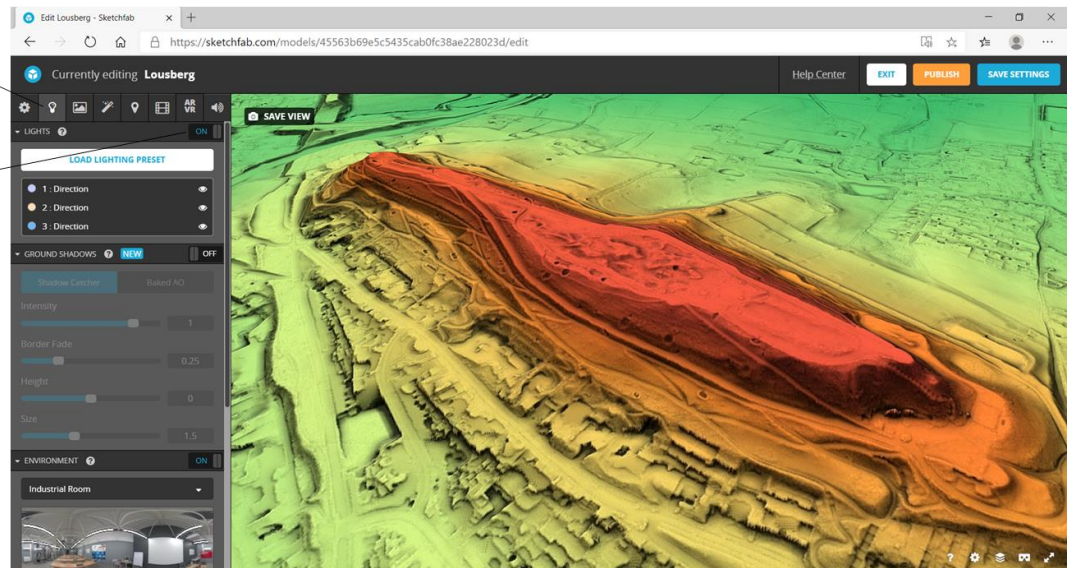 Edit Lousberg - Sketchfab
https://sketchfab.com/models/45563b69e5c5435cab0fc38ae228023d/edit
Currently editing Lousberg
Help Center
EXIT
PUBLISH
SAVE SETTINGS
AR
VR
LIGHTS ?
ON
SAVE VIEW
LOAD LIGHTING PRESET
1 : Direction
2 : Direction
3 : Direction
GROUND SHADOWS ? NEW
OFF
Shadow Catcher
Baked AO
Intensity
1
Border Fade
0.25
Height
0
Size
1.5
ENVIRONMENT ?
ON
Industrial Room
?